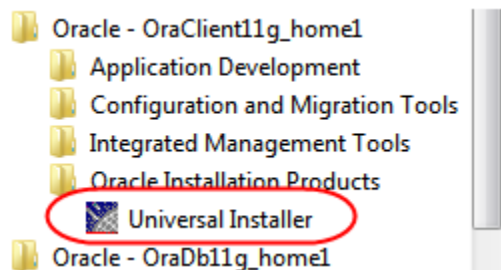 Oracle - OraClient11g_home1
Application Development
Configuration and Migration Tools
Integrated Management Tools
Oracle Installation Products
Universal Installer
Oracle - OraDb11g_home1